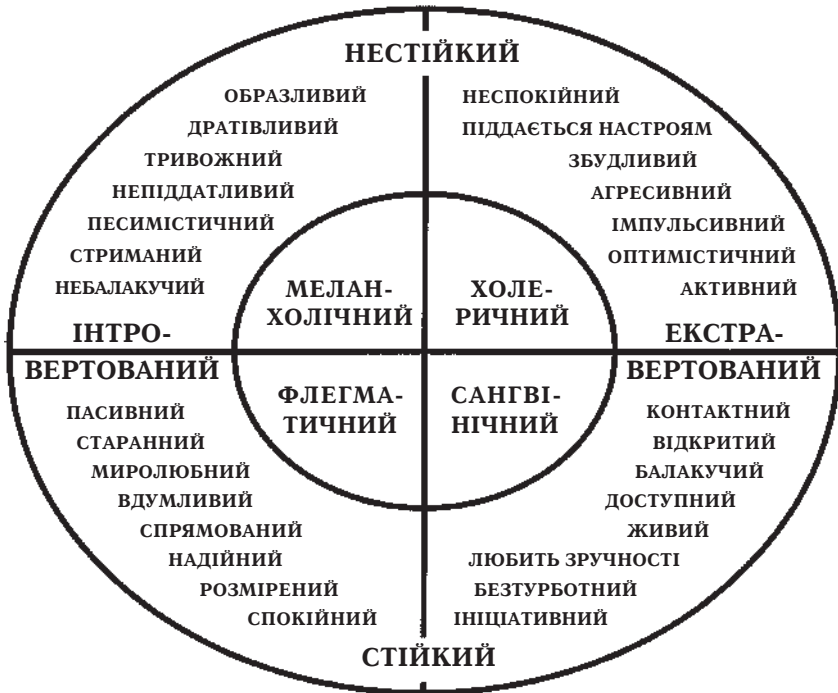 НЕСТІЙКИЙ
ОБРАЗЛИВИЙ
ДРАТІВЛИВИЙ
ТРИВОЖНИЙ
НЕПІДДАТЛИВИЙ
ПЕСИМІСТИЧНИЙ
СТРИМАНИЙ
НЕБАЛАКУЧИЙ
НЕСПОКІЙНИЙ
ПІДДАЄТЬСЯ НАСТРОЯМ
ЗБУДЛИВИЙ
АГРЕСИВНИЙ
ІМПУЛЬСИВНИЙ
ОПТИМІСТИЧНИЙ
АКТИВНИЙ
МЕЛАН-
ХОЛІЧНИЙ
ХОЛЕ-
РИЧНИЙ
ІНТРО-
ВЕРТОВАНИЙ
ЕКСТРА-
ВЕРТОВАНИЙ
ФЛЕГМА-
ТИЧНИЙ
САНГВІ-
НІЧНИЙ
ПАСИВНИЙ
СТАРАННИЙ
МИРОЛЮБНИЙ
ВДУМЛИВИЙ
СПРЯМОВАНИЙ
НАДІЙНИЙ
РОЗМІРЕНИЙ
СПОКІЙНИЙ
КОНТАКТНИЙ
ВІДКРИТИЙ
БАЛАКУЧИЙ
ДОСТУПНИЙ
ЖИВИЙ
ЛЮБИТЬ ЗРУЧНОСТІ
БЕЗТУРБОТНИЙ
ІНІЦІАТИВНИЙ
СТІЙКИЙ